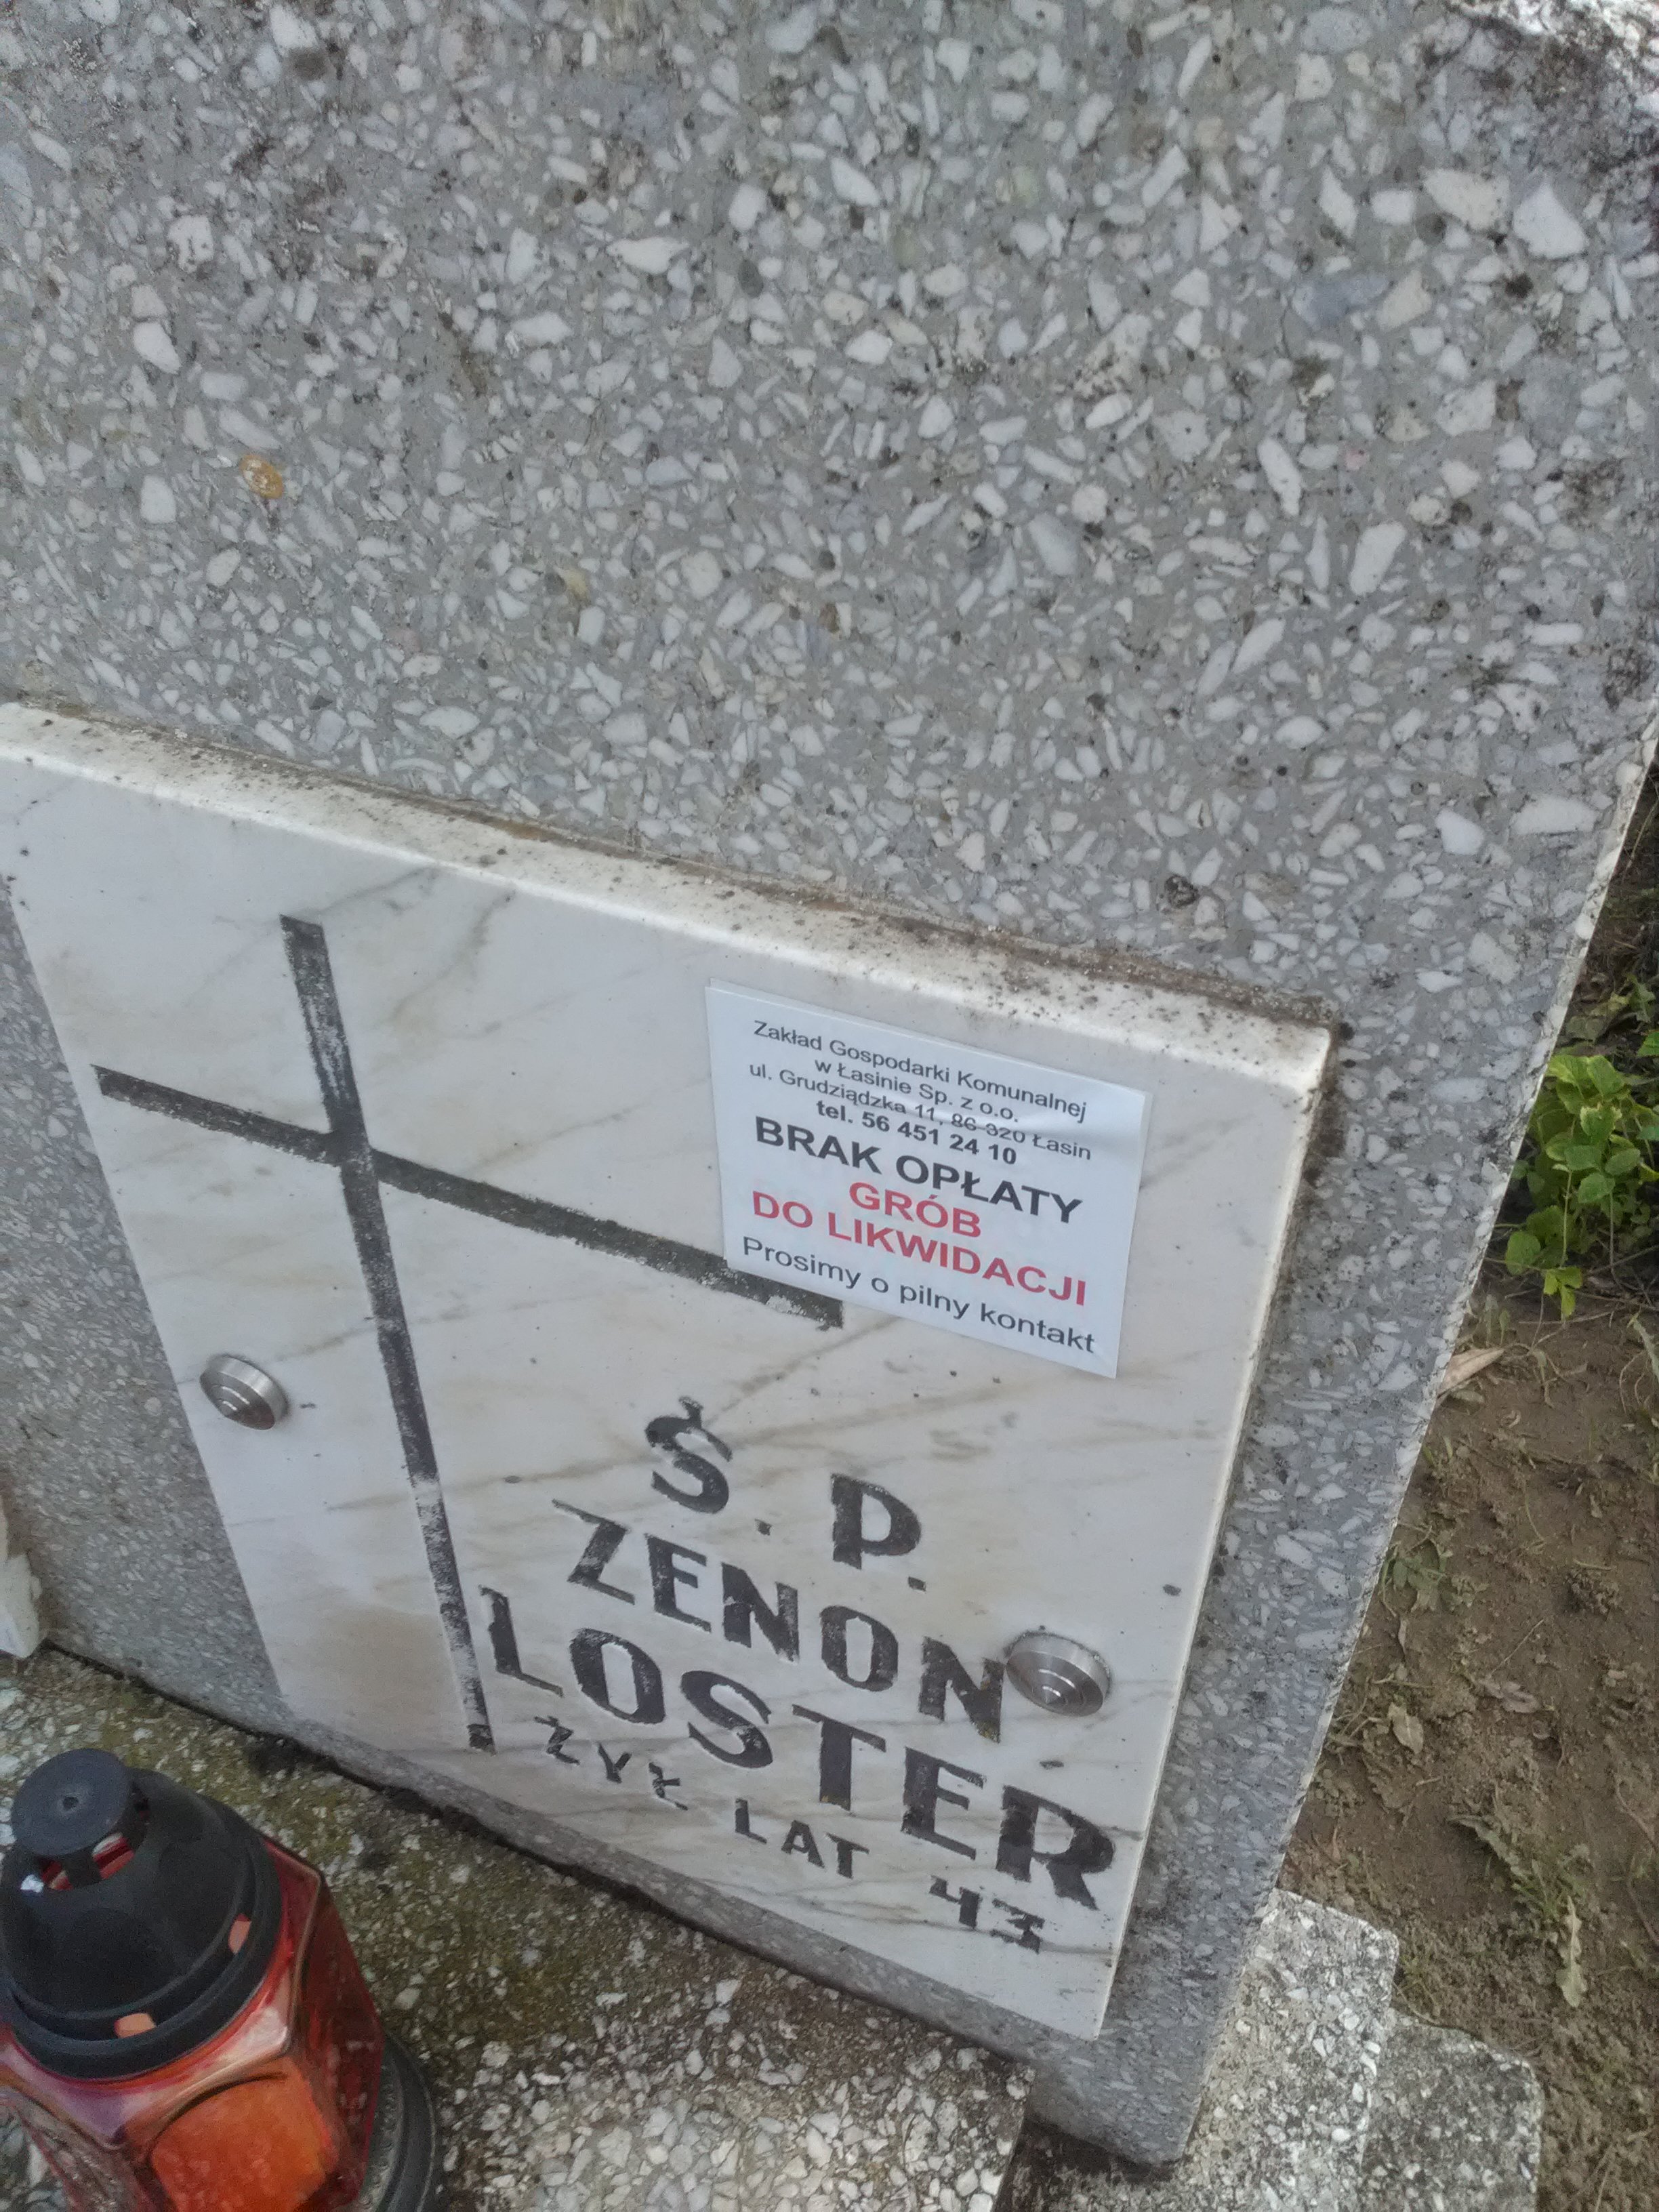 Zakład Gospodarki Komunalnej
w Łasinie Sp. z o.o.
ul. Grudziądzka 11, 86-320 Łasin
tel. 56 451 24 10
BRAK OPŁATY
GRÓB
DO LIKWIDACJI
Prosimy o pilny kontakt
Ś. P.
ZENON
LOSTER
ŻYŁ LAT 43